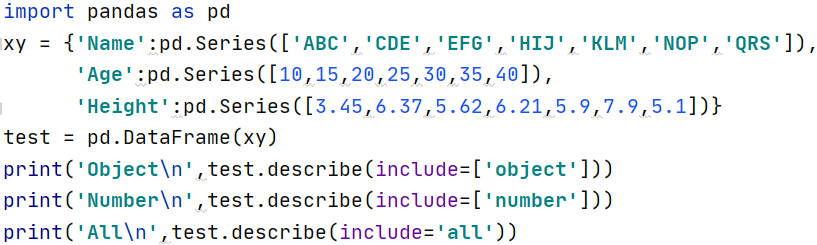 import pandas as pd
xy = {'Name':pd.Series(['ABC','CDE','EFG','HIJ','KLM','NOP','QRS']),
      'Age':pd.Series([10,15,20,25,30,35,40]),
      'Height':pd.Series([3.45,6.37,5.62,6.21,5.9,7.9,5.1])}
test = pd.DataFrame(xy)
print('Object\n',test.describe(include=['object']))
print('Number\n',test.describe(include=['number']))
print('All\n',test.describe(include='all'))